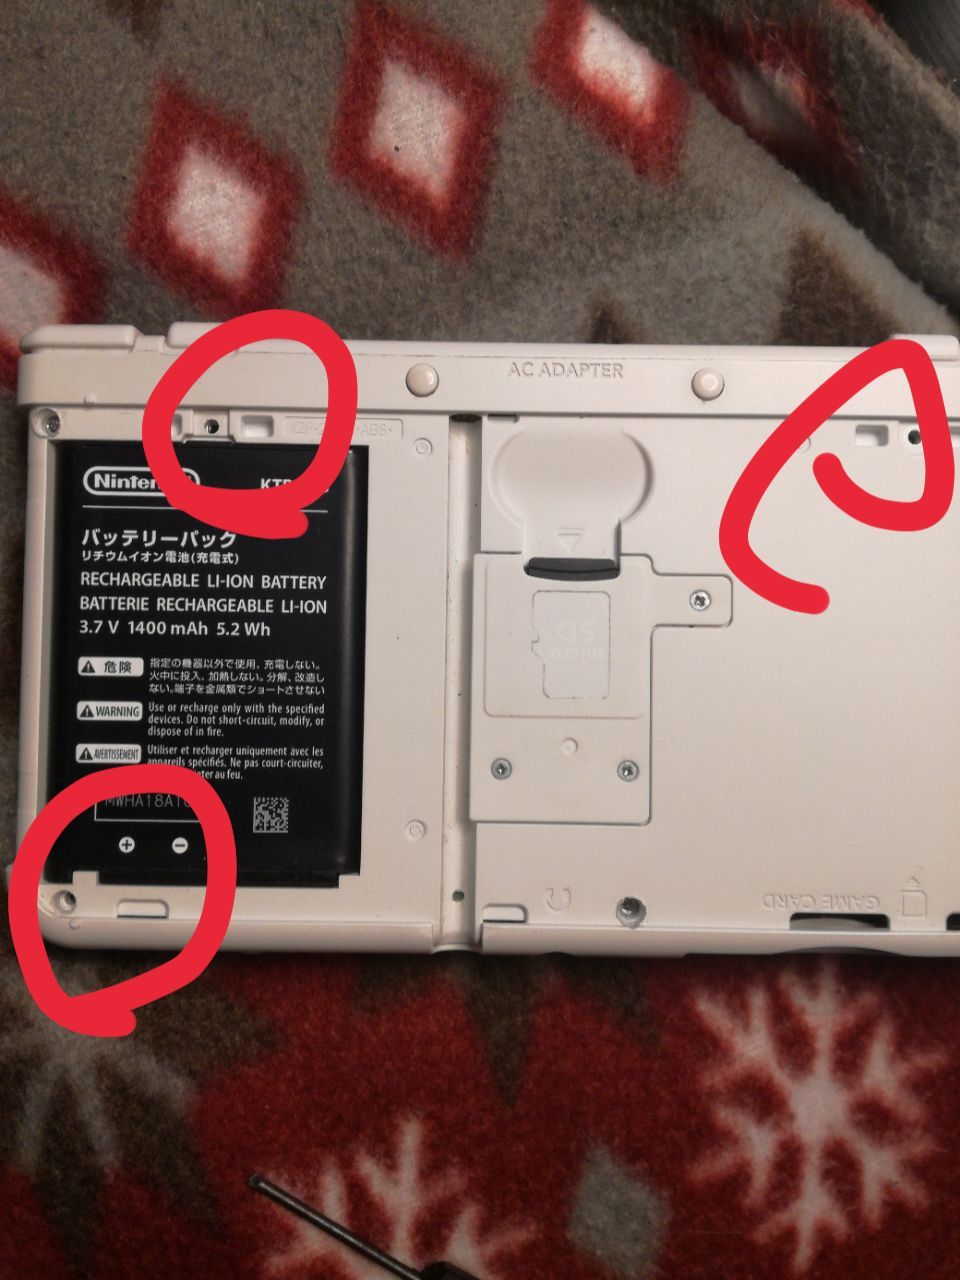 AC ADAPTER
Nintendo
バッテリーパック
リチウムイオン電池(充電式)
RECHARGEABLE LI-ION BATTERY
BATTERIE RECHARGEABLE LI-ION
3.7 V 1400 mAh 5.2 Wh
危険 指定の機器以外で使用、充電しない。
火中に投入、加熱しない。分解、改造し
ない。端子を金属類でショートさせない
WARNING Use or recharge only with the specified
devices. Do not short-circuit, modify, or
dispose of in fire.
AVERTISSEMENT Utiliser et recharger uniquement avec les
appareils spécifiés. Ne pas court-circuiter,
jeter au feu.
MWHA18A1
+ −
micro
SD
GAME CARD